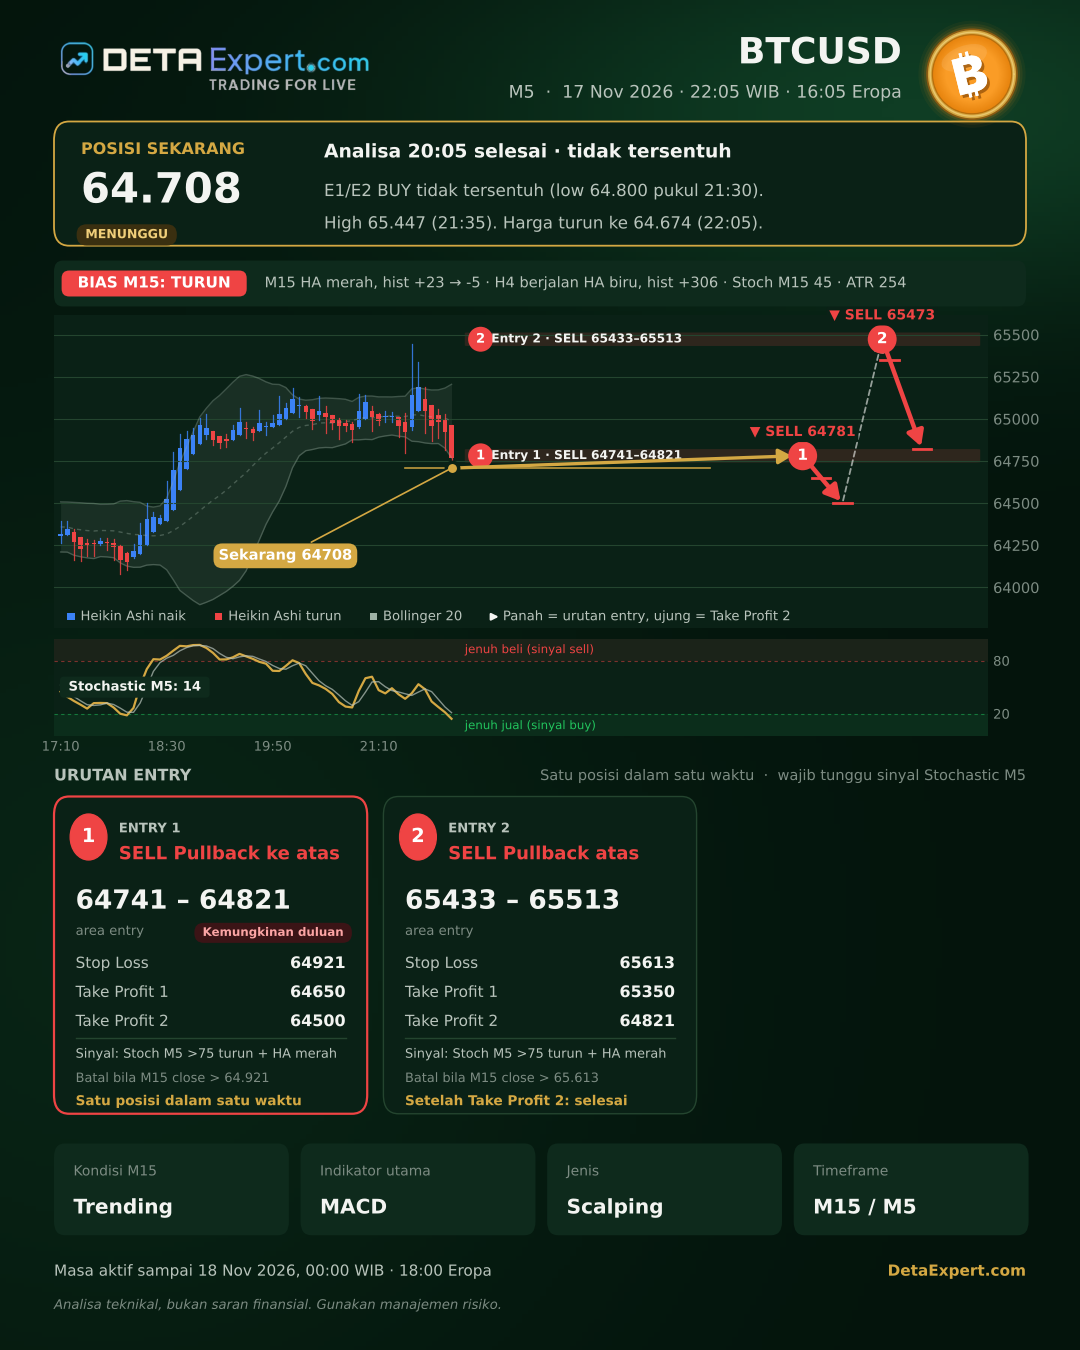 DETA Expert.com
TRADING FOR LIVE
BTCUSD
M5 · 17 Nov 2026 · 22:05 WIB · 16:05 Eropa
POSISI SEKARANG
64.708
MENUNGGU
Analisa 20:05 selesai · tidak tersentuh
E1/E2 BUY tidak tersentuh (low 64.800 pukul 21:30).
High 65.447 (21:35). Harga turun ke 64.674 (22:05).
BIAS M15: TURUN
M15 HA merah, hist +23 → -5 · H4 berjalan HA biru, hist +306 · Stoch M15 45 · ATR 254
▼ SELL 65473
2 Entry 2 · SELL 65433–65513
2
▼ SELL 64781
1 Entry 1 · SELL 64741–64821
1
Sekarang 64708
65500
65250
65000
64750
64500
64250
64000
Heikin Ashi naik
Heikin Ashi turun
Bollinger 20
Panah = urutan entry, ujung = Take Profit 2
jenuh beli (sinyal sell)
80
Stochastic M5: 14
20
jenuh jual (sinyal buy)
17:10
18:30
19:50
21:10
URUTAN ENTRY
Satu posisi dalam satu waktu · wajib tunggu sinyal Stochastic M5
1
ENTRY 1
SELL Pullback ke atas
64741 – 64821
area entry
Kemungkinan duluan
Stop Loss 64921
Take Profit 1 64650
Take Profit 2 64500
Sinyal: Stoch M5 >75 turun + HA merah
Batal bila M15 close > 64.921
Satu posisi dalam satu waktu
2
ENTRY 2
SELL Pullback atas
65433 – 65513
area entry
Stop Loss 65613
Take Profit 1 65350
Take Profit 2 64821
Sinyal: Stoch M5 >75 turun + HA merah
Batal bila M15 close > 65.613
Setelah Take Profit 2: selesai
Kondisi M15
Trending
Indikator utama
MACD
Jenis
Scalping
Timeframe
M15 / M5
Masa aktif sampai 18 Nov 2026, 00:00 WIB · 18:00 Eropa
DetaExpert.com
Analisa teknikal, bukan saran finansial. Gunakan manajemen risiko.